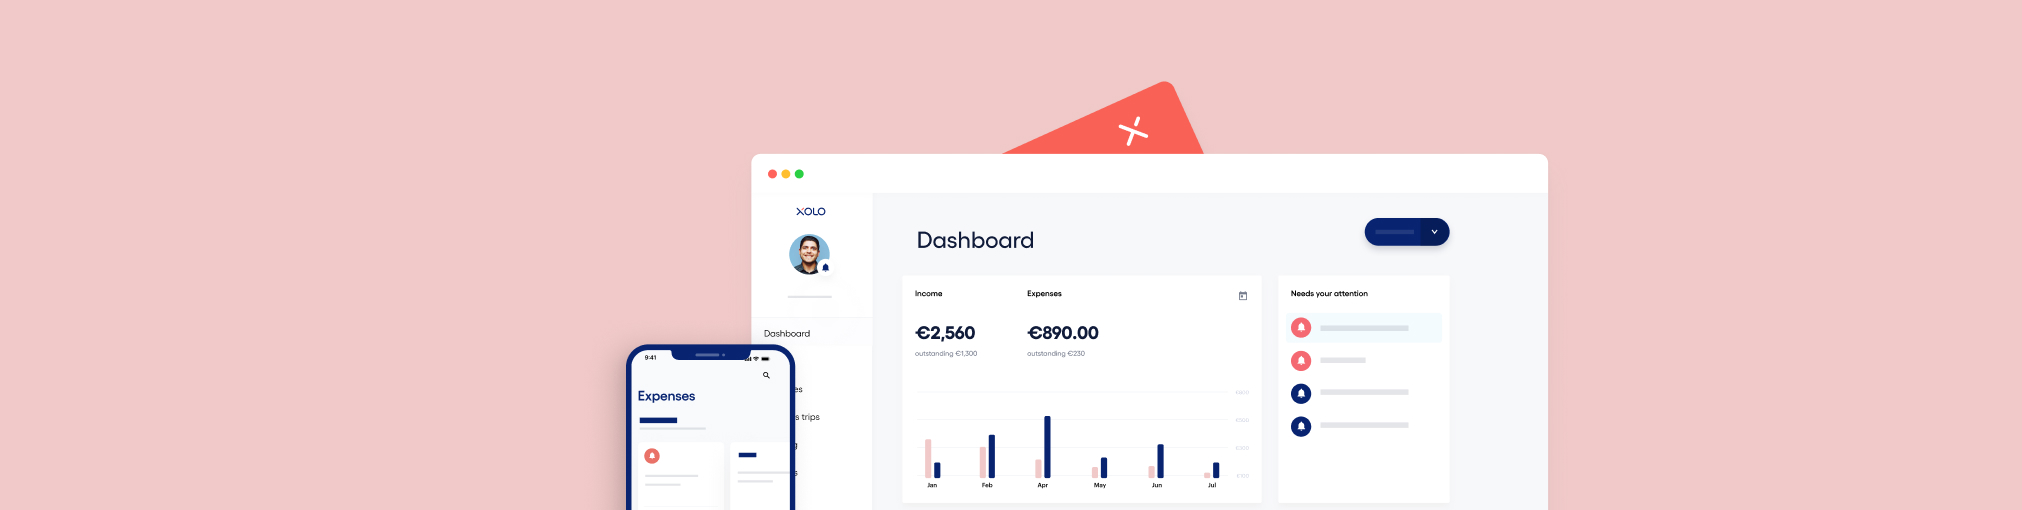 XOLO
Dashboard
Dashboard
Income
Expenses
€2,560
€890.00
outstanding €1,300
outstanding €230
Jan
Feb
Apr
May
Jun
Jul
Needs your attention
es
s trips
g
s
9:41
Expenses